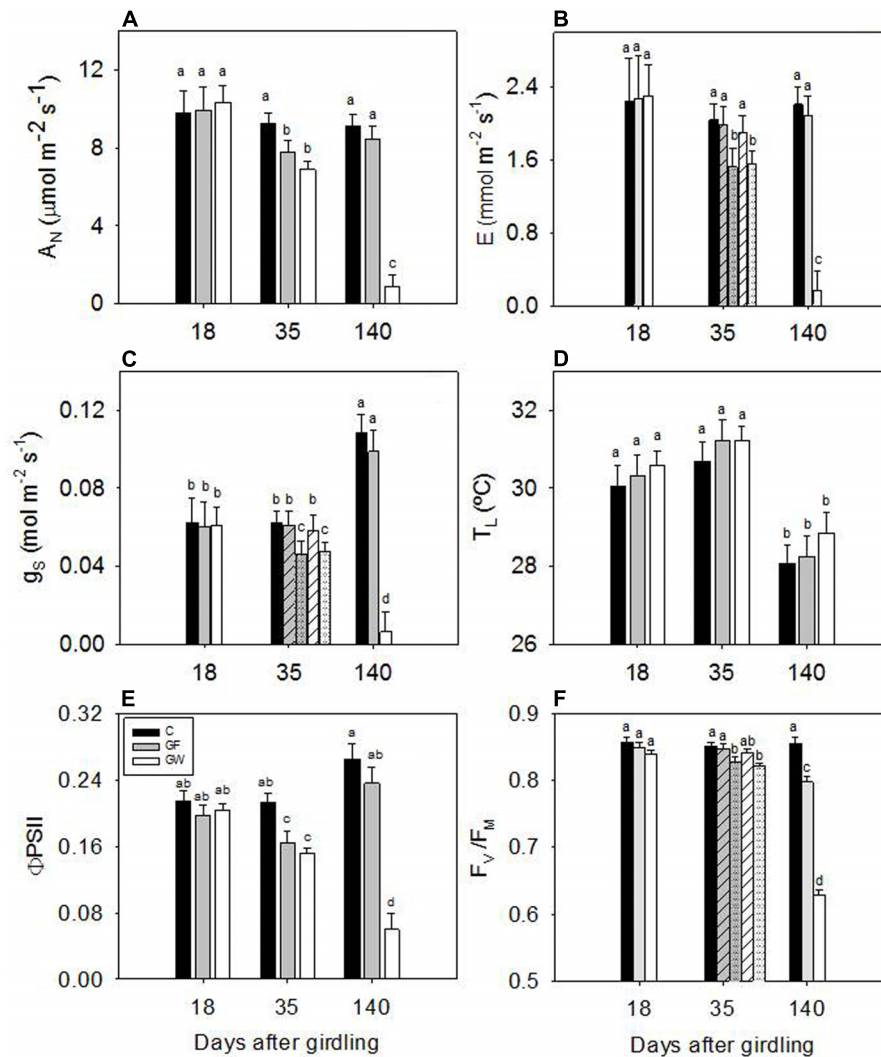 A
A_N (µmol m⁻² s⁻¹)
12
8
4
0
a a a
a b b
a a c
18 35 140
B
E (mmol m⁻² s⁻¹)
2.4
1.6
0.8
0.0
a a a
a a b a b
a a c
18 35 140
C
g_S (mol m⁻² s⁻¹)
0.12
0.08
0.04
0.00
b b b
b b c b c
a a d
18 35 140
D
T_L (ºC)
32
30
28
26
a a a
a a a
b b b
18 35 140
E
ΦPSII
0.32
0.24
0.16
0.08
0.00
C
GF
GW
ab ab ab
ab c c
a ab d
18 35 140
Days after girdling
F
F_V/F_M
0.9
0.8
0.7
0.6
0.5
a a a
a a b ab b
a c d
18 35 140
Days after girdling